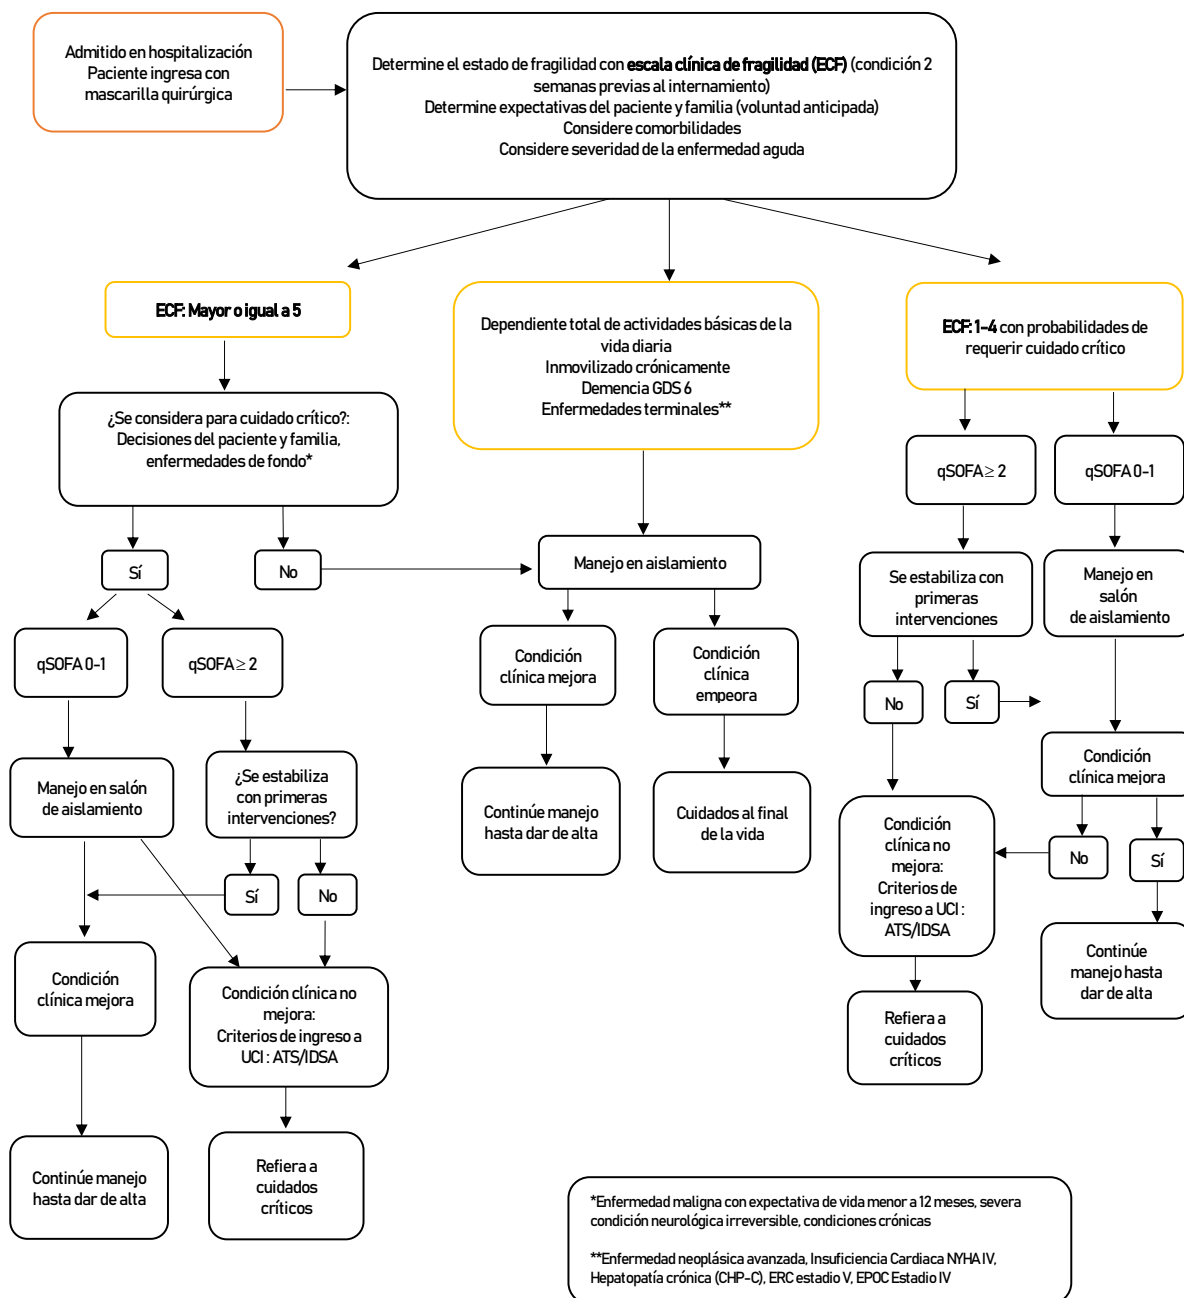 Admitido en hospitalización
Paciente ingresa con
mascarilla quirúrgica
Determine el estado de fragilidad con escala clínica de fragilidad (ECF) (condición 2
semanas previas al internamiento)
Determine expectativas del paciente y familia (voluntad anticipada)
Considere comorbilidades
Considere severidad de la enfermedad aguda
ECF: Mayor o igual a 5
Dependiente total de actividades básicas de la
vida diaria
Inmovilizado crónicamente
Demencia GDS 6
Enfermedades terminales**
ECF: 1-4 con probabilidades de
requerir cuidado crítico
¿Se considera para cuidado crítico?:
Decisiones del paciente y familia,
enfermedades de fondo*
qSOFA ≥ 2
qSOFA 0-1
Sí
No
Manejo en aislamiento
Se estabiliza con
primeras
intervenciones
Manejo en
salón
de aislamiento
qSOFA 0-1
qSOFA ≥ 2
Condición
clínica mejora
Condición
clínica
empeora
No
Sí
Manejo en salón
de aislamiento
¿Se estabiliza
con primeras
intervenciones?
Continúe manejo
hasta dar de alta
Cuidados al final
de la vida
Condición
clínica mejora
Condición
clínica no
mejora:
Criterios de
ingreso a UCI :
ATS/IDSA
No
Sí
Sí
No
Condición
clínica mejora
Condición clínica no
mejora:
Criterios de ingreso a
UCI : ATS/IDSA
Continúe
manejo hasta
dar de alta
Refiera a
cuidados
críticos
Continúe manejo
hasta dar de alta
Refiera a
cuidados
críticos
*Enfermedad maligna con expectativa de vida menor a 12 meses, severa
condición neurológica irreversible, condiciones crónicas
**Enfermedad neoplásica avanzada, Insuficiencia Cardiaca NYHA IV,
Hepatopatía crónica (CHP-C), ERC estadio V, EPOC Estadio IV